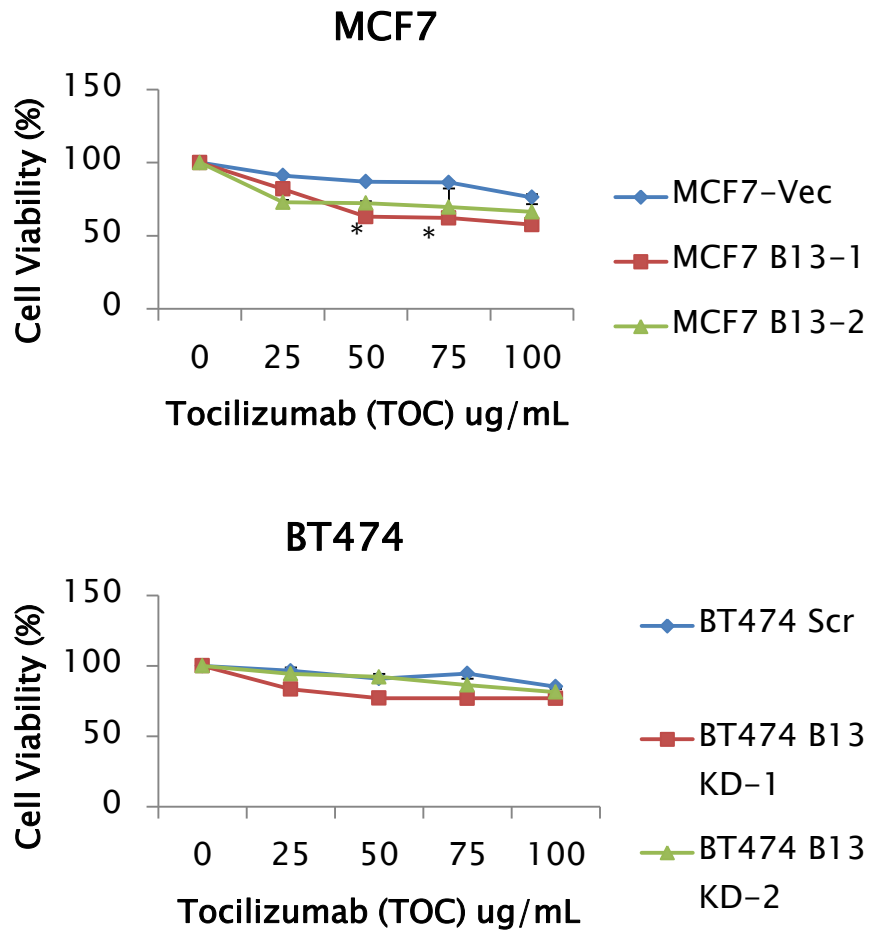 MCF7
150
100
50
0
Cell Viability (%)
* *
0 25 50 75 100
Tocilizumab (TOC) ug/mL
MCF7-Vec
MCF7 B13-1
MCF7 B13-2
BT474
150
100
50
0
Cell Viability (%)
0 25 50 75 100
Tocilizumab (TOC) ug/mL
BT474 Scr
BT474 B13
KD-1
BT474 B13
KD-2